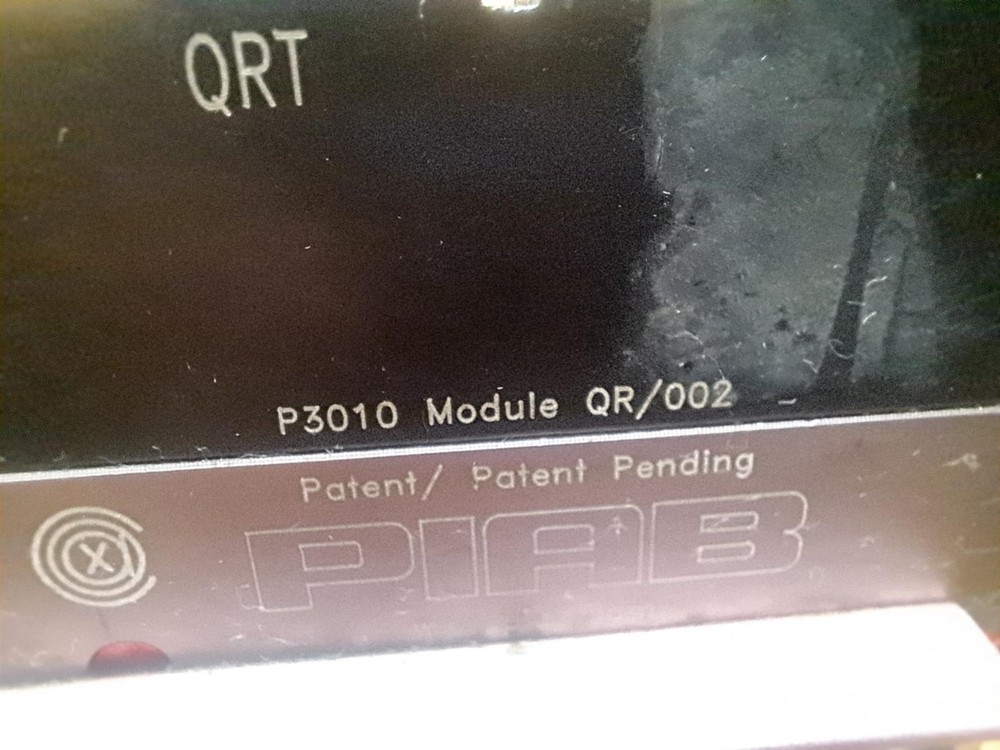 QRT
P3010 Module QR/002
Patent/ Patent Pending
X
PIAB